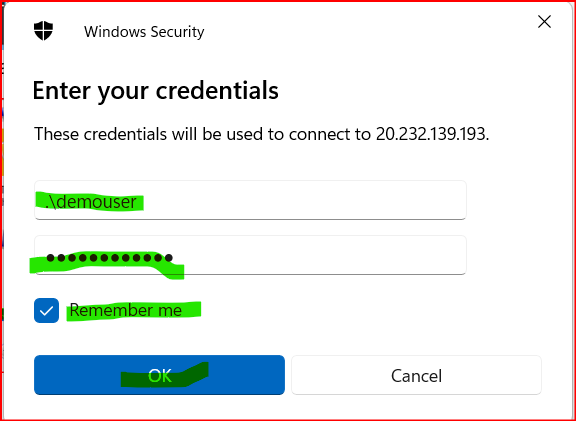 Windows Security
Enter your credentials
These credentials will be used to connect to 20.232.139.193.
.\demouser
••••••••••••
Remember me
OK
Cancel